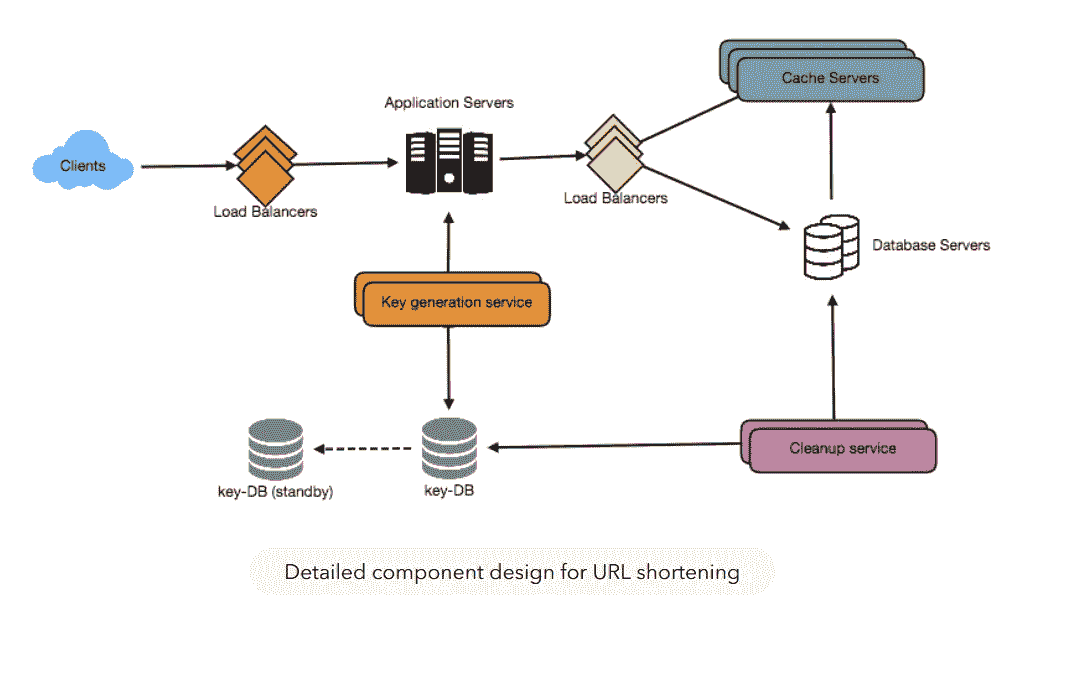 Cache Servers
Application Servers
Clients
Load Balancers
Load Balancers
Database Servers
Key generation service
Cleanup service
key-DB (standby)
key-DB
Detailed component design for URL shortening